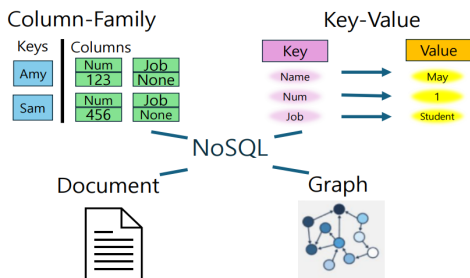 Column-Family
Keys Columns
Amy Num Job
123 None
Sam Num Job
456 None
Key-Value
Key Value
Name May
Num 1
Job Student
NoSQL
Document
Graph